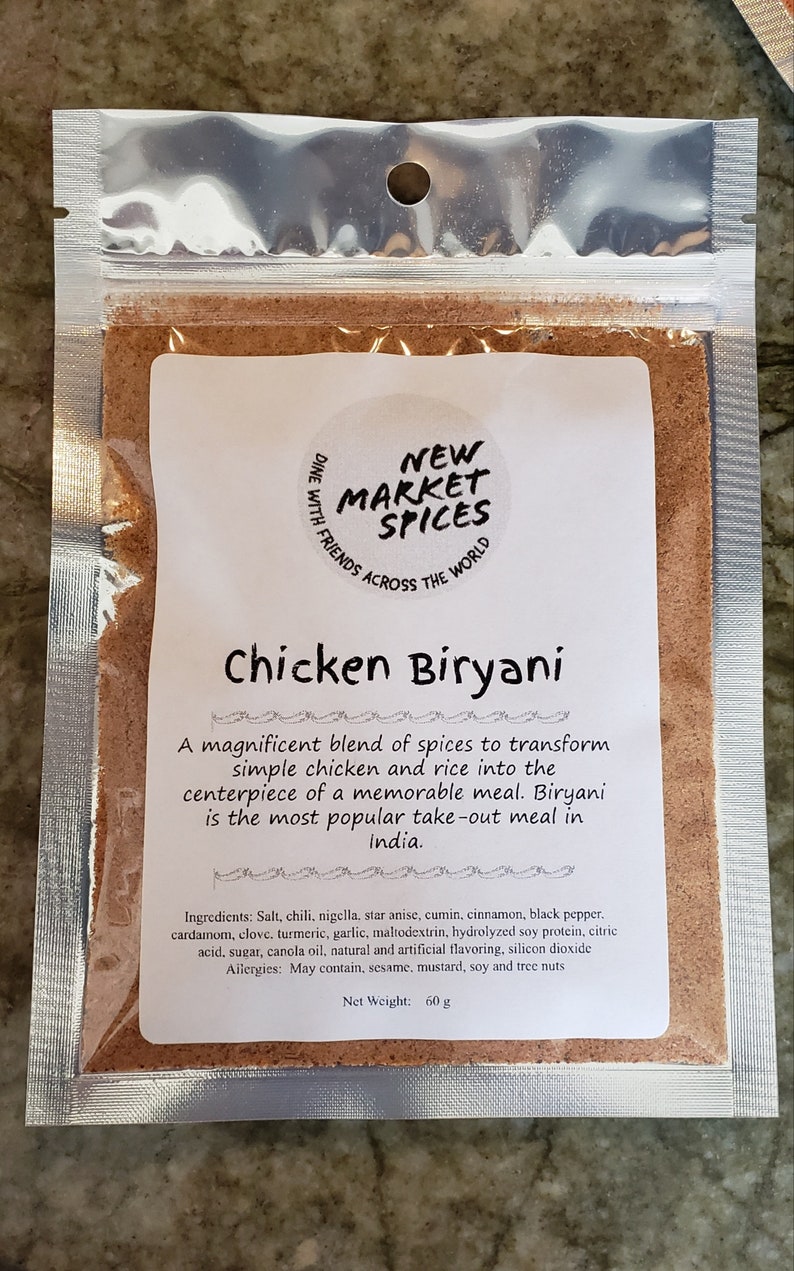 NEW
MARKET
SPICES
DINE WITH FRIENDS ACROSS THE WORLD
Chicken Biryani
A magnificent blend of spices to transform
simple chicken and rice into the
centerpiece of a memorable meal. Biryani
is the most popular take-out meal in
India.
Ingredients: Salt, chili, nigella, star anise, cumin, cinnamon, black pepper,
cardamom, clove, turmeric, garlic, maltodextrin, hydrolyzed soy protein, citric
acid, sugar, canola oil, natural and artificial flavoring, silicon dioxide
Allergies: May contain, sesame, mustard, soy and tree nuts
Net Weight: 60 g